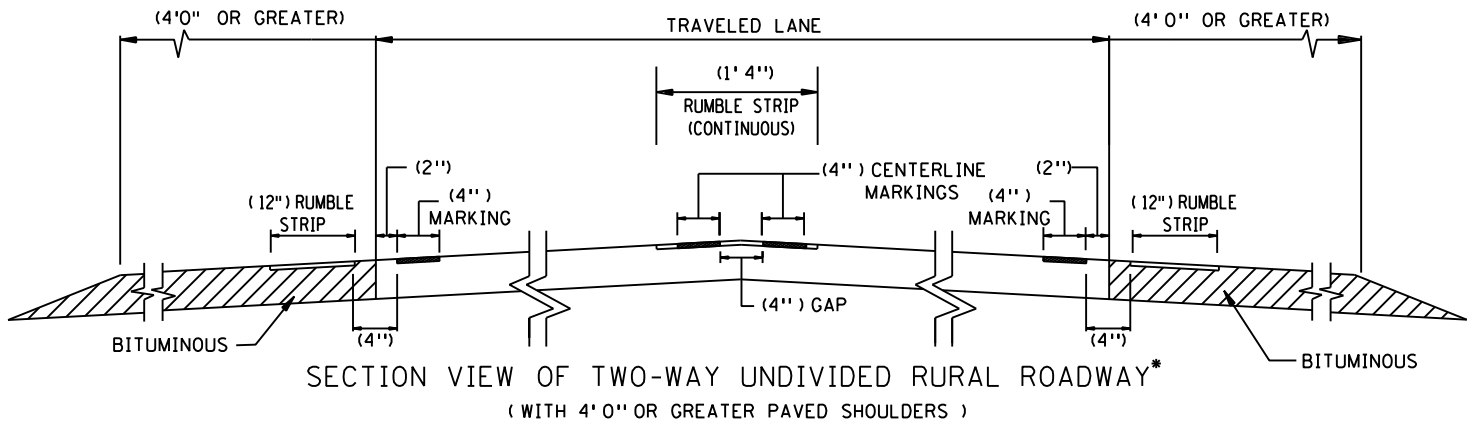 (4'0" OR GREATER)
TRAVELED LANE
(4'0" OR GREATER)
(1'4")
RUMBLE STRIP
(CONTINUOUS)
(2")
(4")
MARKING
(12") RUMBLE
STRIP
(4") CENTERLINE
MARKINGS
(2")
(4")
MARKING
(12") RUMBLE
STRIP
(4") GAP
BITUMINOUS
(4")
(4")
BITUMINOUS
SECTION VIEW OF TWO-WAY UNDIVIDED RURAL ROADWAY*
(WITH 4'0" OR GREATER PAVED SHOULDERS)